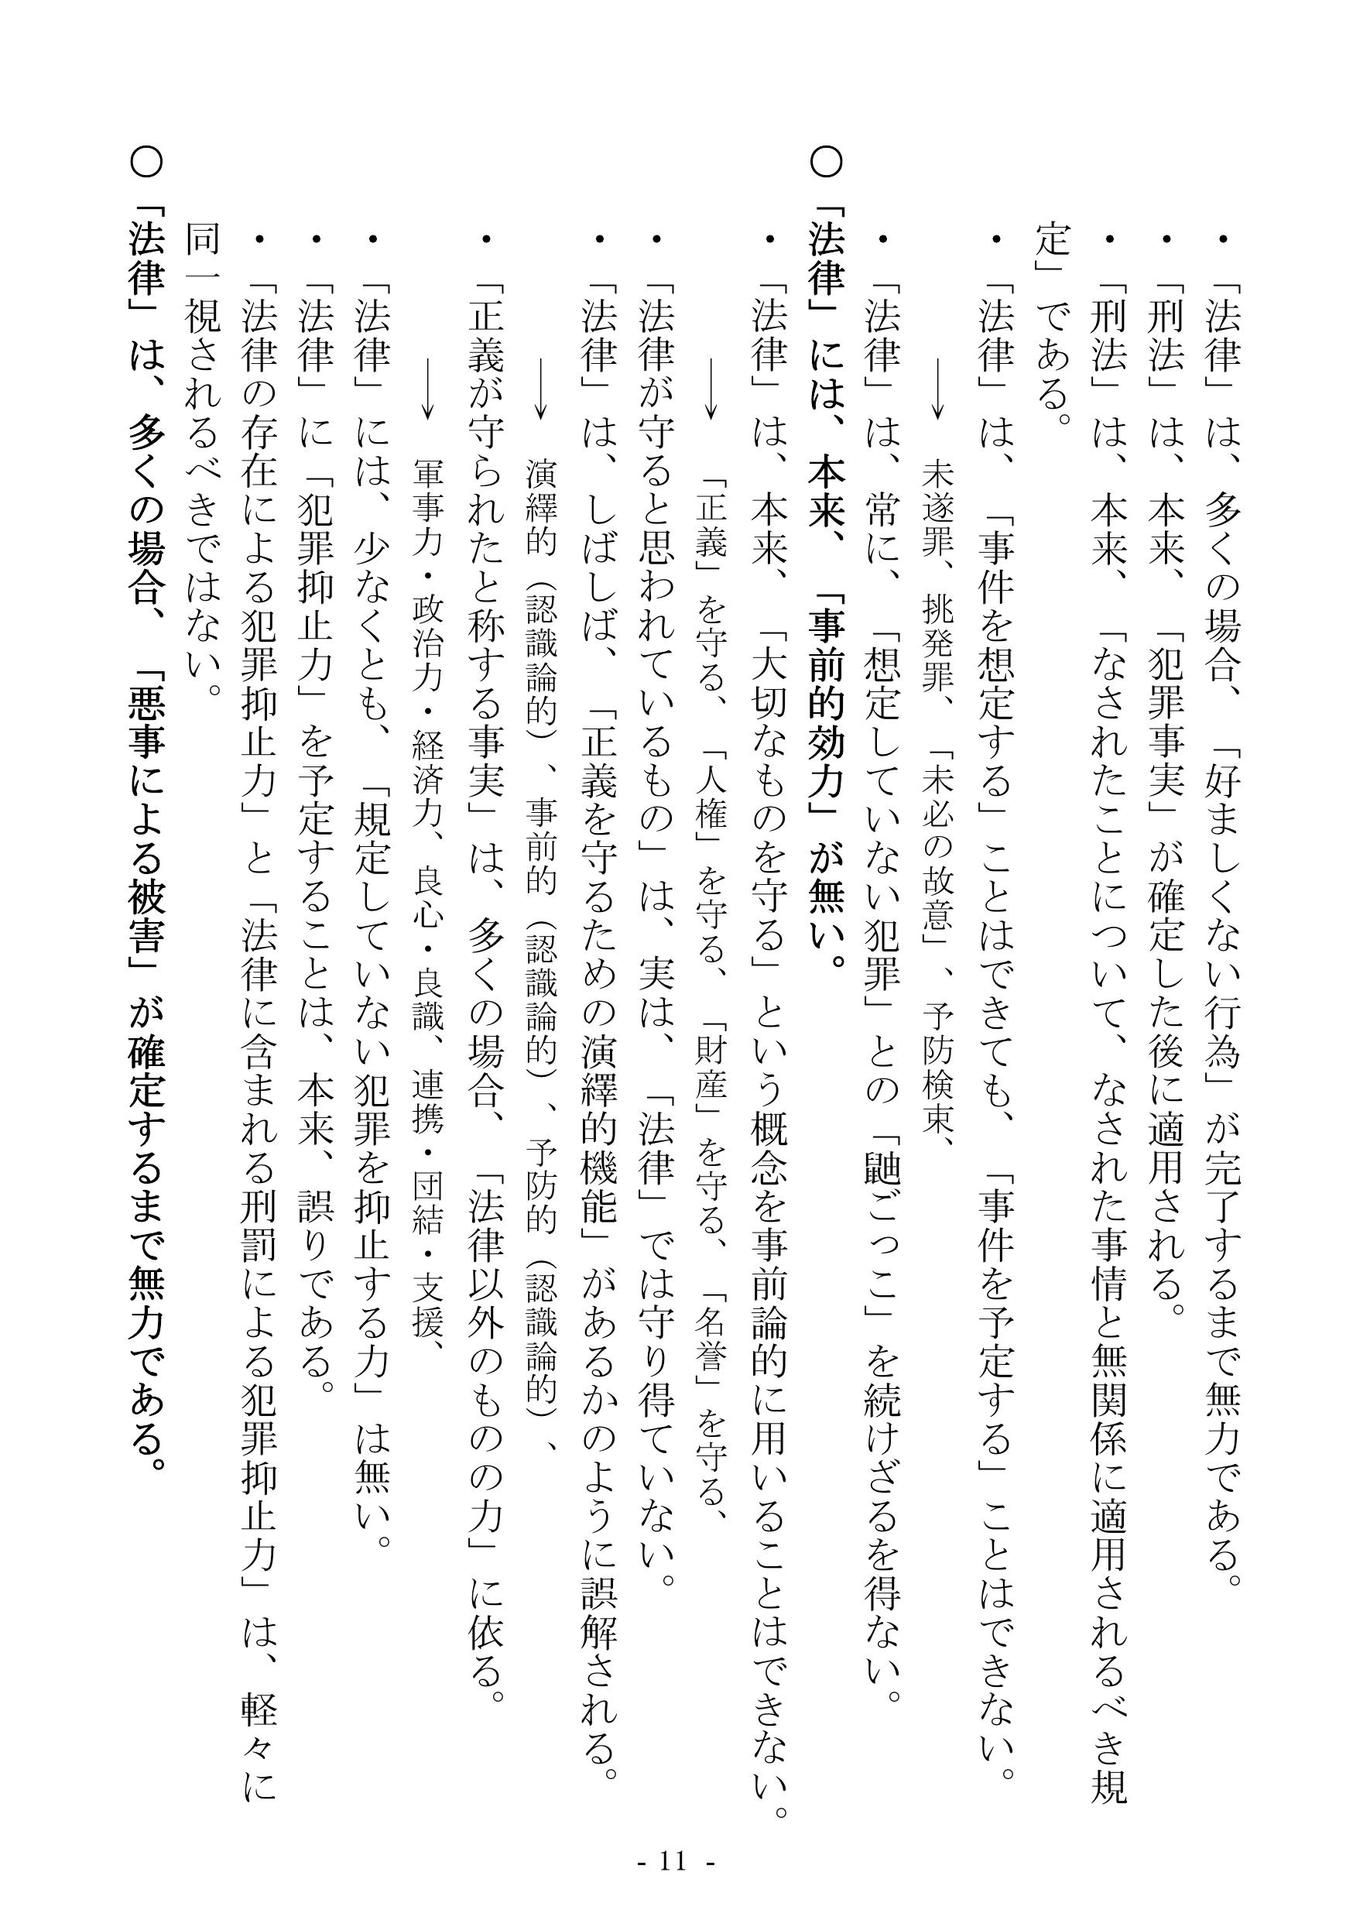 ・「法律」は、多くの場合、「好ましくない行為」が完了するまで無力である。
・「刑法」は、本来、「犯罪事実」が確定した後に適用される。
・「刑法」は、本来、「なされたことについて、なされた事情と無関係に適用されるべき規
定」である。
・「法律」は、「事件を想定する」ことはできても、「事件を予定する」ことはできない。
→ 未遂罪、挑発罪、「未必の故意」、予防検束、
・「法律」は、常に、「想定していない犯罪」との「鼬ごっこ」を続けざるを得ない。
○「法律」には、本来、「事前的効力」が無い。
・「法律」は、本来、「大切なものを守る」という概念を事前論的に用いることはできない。
→ 「正義」を守る、「人権」を守る、「財産」を守る、「名誉」を守る、
・「法律が守ると思われているもの」は、実は、「法律」では守り得ていない。
・「法律」は、しばしば、「正義を守るための演繹的機能」があるかのように誤解される。
→ 演繹的（認識論的）、事前的（認識論的）、予防的（認識論的）、
・「正義が守られたと称する事実」は、多くの場合、「法律以外のものの力」に依る。
→ 軍事力・政治力・経済力、良心・良識、連携・団結・支援、
・「法律」には、少なくとも、「規定していない犯罪を抑止する力」は無い。
・「法律」に「犯罪抑止力」を予定することは、本来、誤りである。
・「法律の存在による犯罪抑止力」と「法律に含まれる刑罰による犯罪抑止力」は、軽々に
同一視されるべきではない。
○「法律」は、多くの場合、「悪事による被害」が確定するまで無力である。
- 11 -